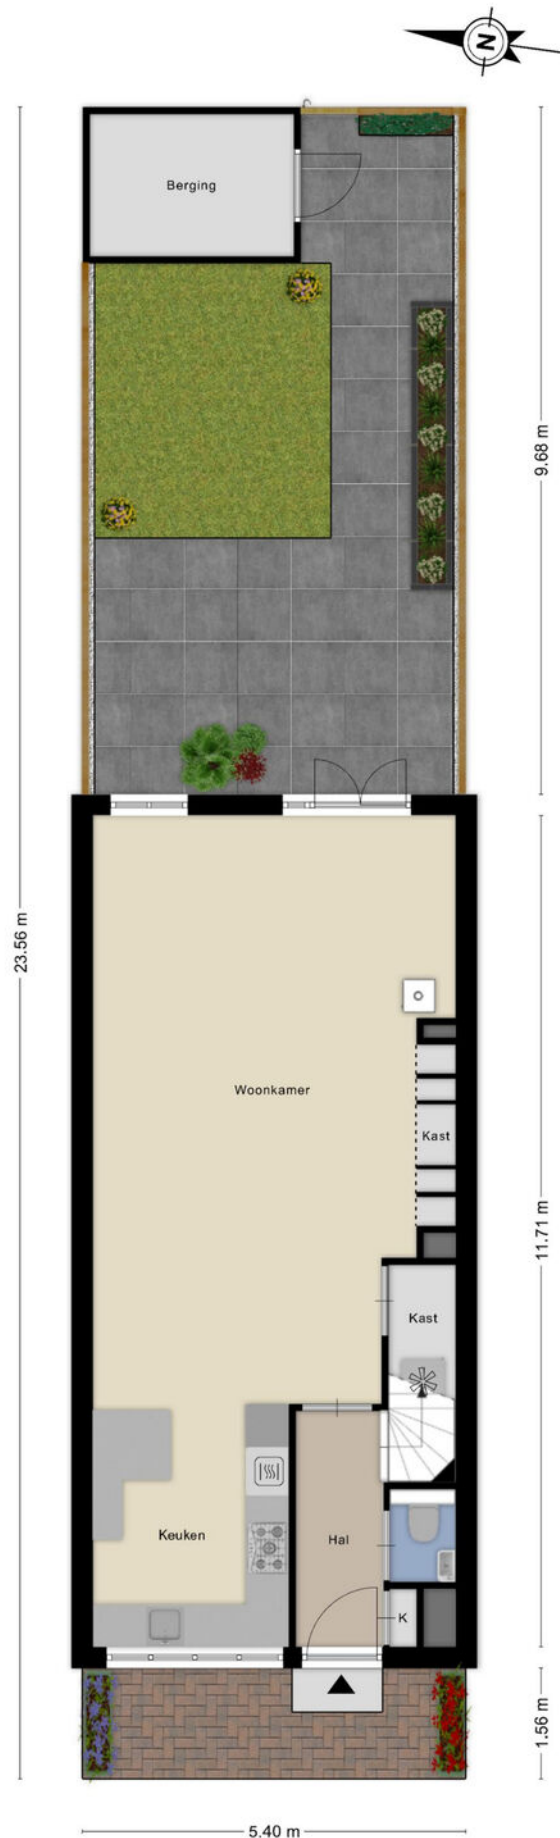 N
Berging
9.68 m
23.56 m
Woonkamer
Kast
11.71 m
Kast
Keuken
Hal
K
1.56 m
5.40 m